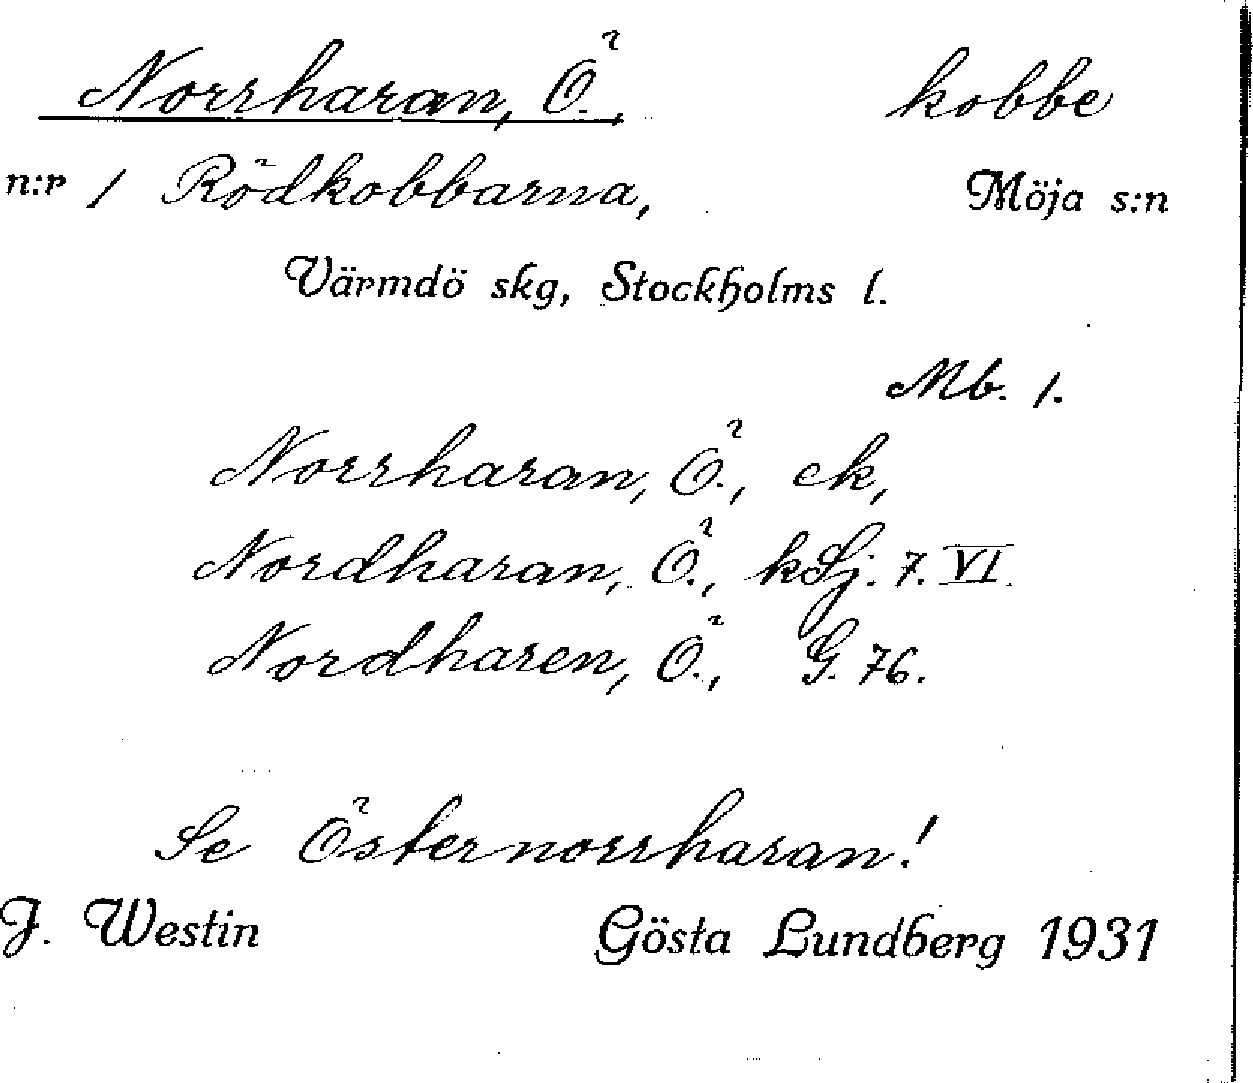 Norrharan, Ö., kobbe
n:r 1 Rödkobbarna, Möja s:n
Värmdö skg, Stockholms l.
Mb. 1.
Norrharan, Ö., ek,
Nordharan, Ö., kSj. 7. VI.
Nordharen, Ö., G. 76.
Se Östernorrharan!
J. Westin Gösta Lundberg 1931